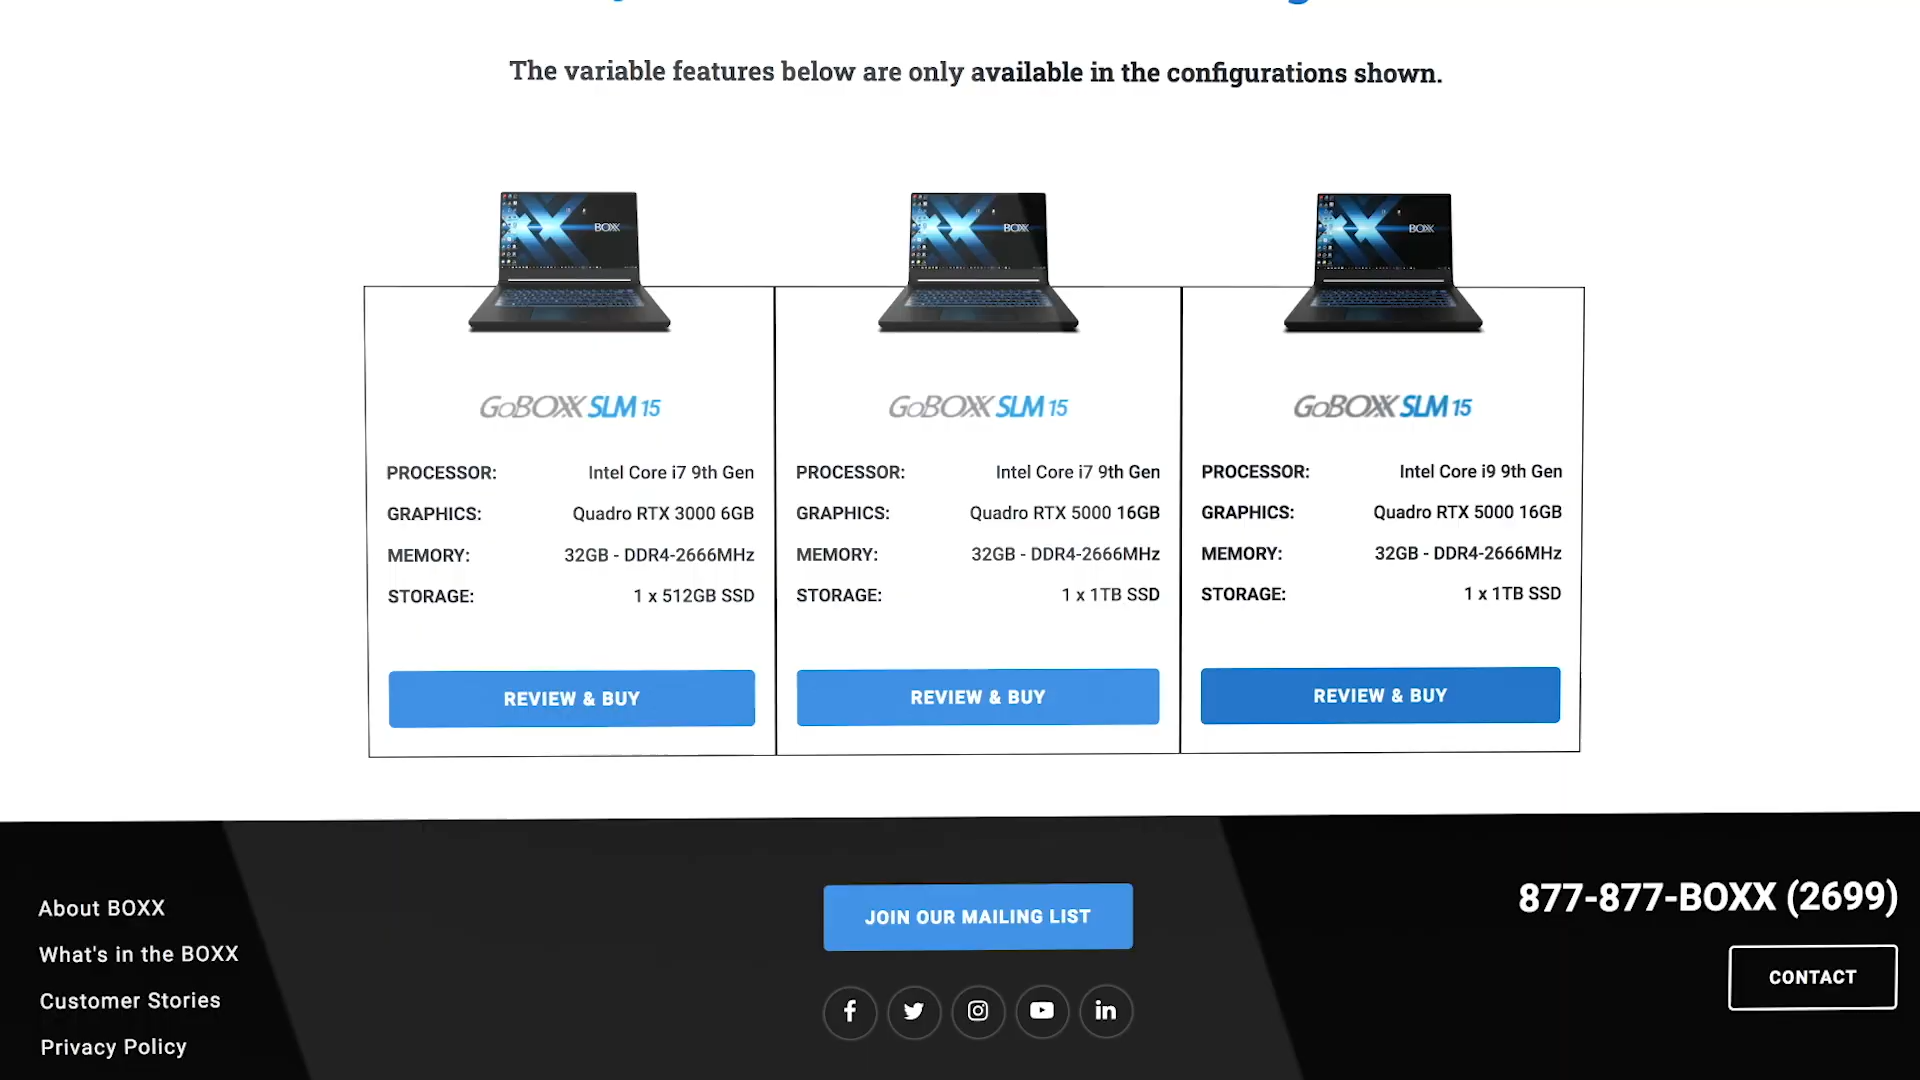 The variable features below are only available in the configurations shown.
BOXX
BOXX
BOXX
GoBOXX SLM 15
PROCESSOR: Intel Core i7 9th Gen
GRAPHICS: Quadro RTX 3000 6GB
MEMORY: 32GB - DDR4-2666MHz
STORAGE: 1 x 512GB SSD
REVIEW & BUY
GoBOXX SLM 15
PROCESSOR: Intel Core i7 9th Gen
GRAPHICS: Quadro RTX 5000 16GB
MEMORY: 32GB - DDR4-2666MHz
STORAGE: 1 x 1TB SSD
REVIEW & BUY
GoBOXX SLM 15
PROCESSOR: Intel Core i9 9th Gen
GRAPHICS: Quadro RTX 5000 16GB
MEMORY: 32GB - DDR4-2666MHz
STORAGE: 1 x 1TB SSD
REVIEW & BUY
About BOXX
What's in the BOXX
Customer Stories
Privacy Policy
JOIN OUR MAILING LIST
877-877-BOXX (2699)
CONTACT